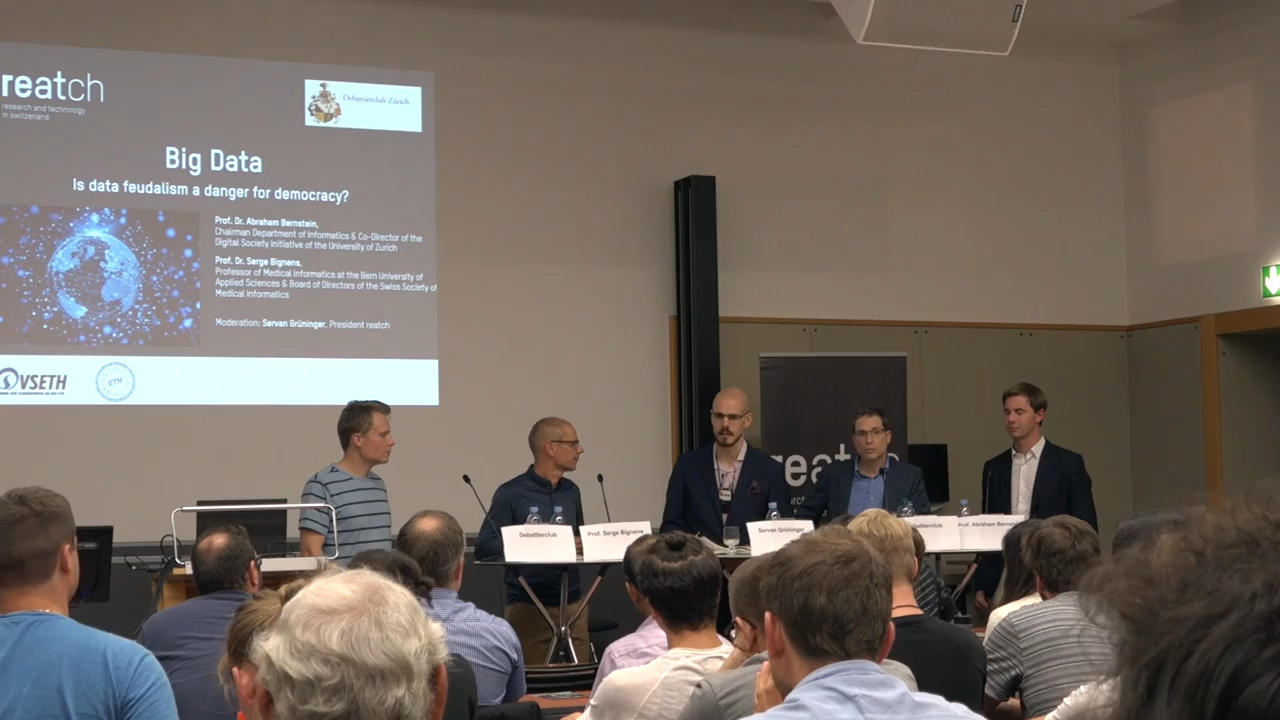 reatch
research and technology
in switzerland
Debattierclub Zürich
Big Data
Is data feudalism a danger for democracy?
Prof. Dr. Abraham Bernstein,
Chairman Department of Informatics & Co-Director of the
Digital Society Initiative of the University of Zurich
Prof. Dr. Serge Bignens,
Professor of Medical Informatics at the Bern University of
Applied Sciences & Board of Directors of the Swiss Society of
Medical Informatics
Moderation: Servan Grüninger, President reatch
VSETH
ETH
reat
Debattierclub
Prof. Serge Bignens
Servan Grüninger
Debattierclub
Prof. Abraham